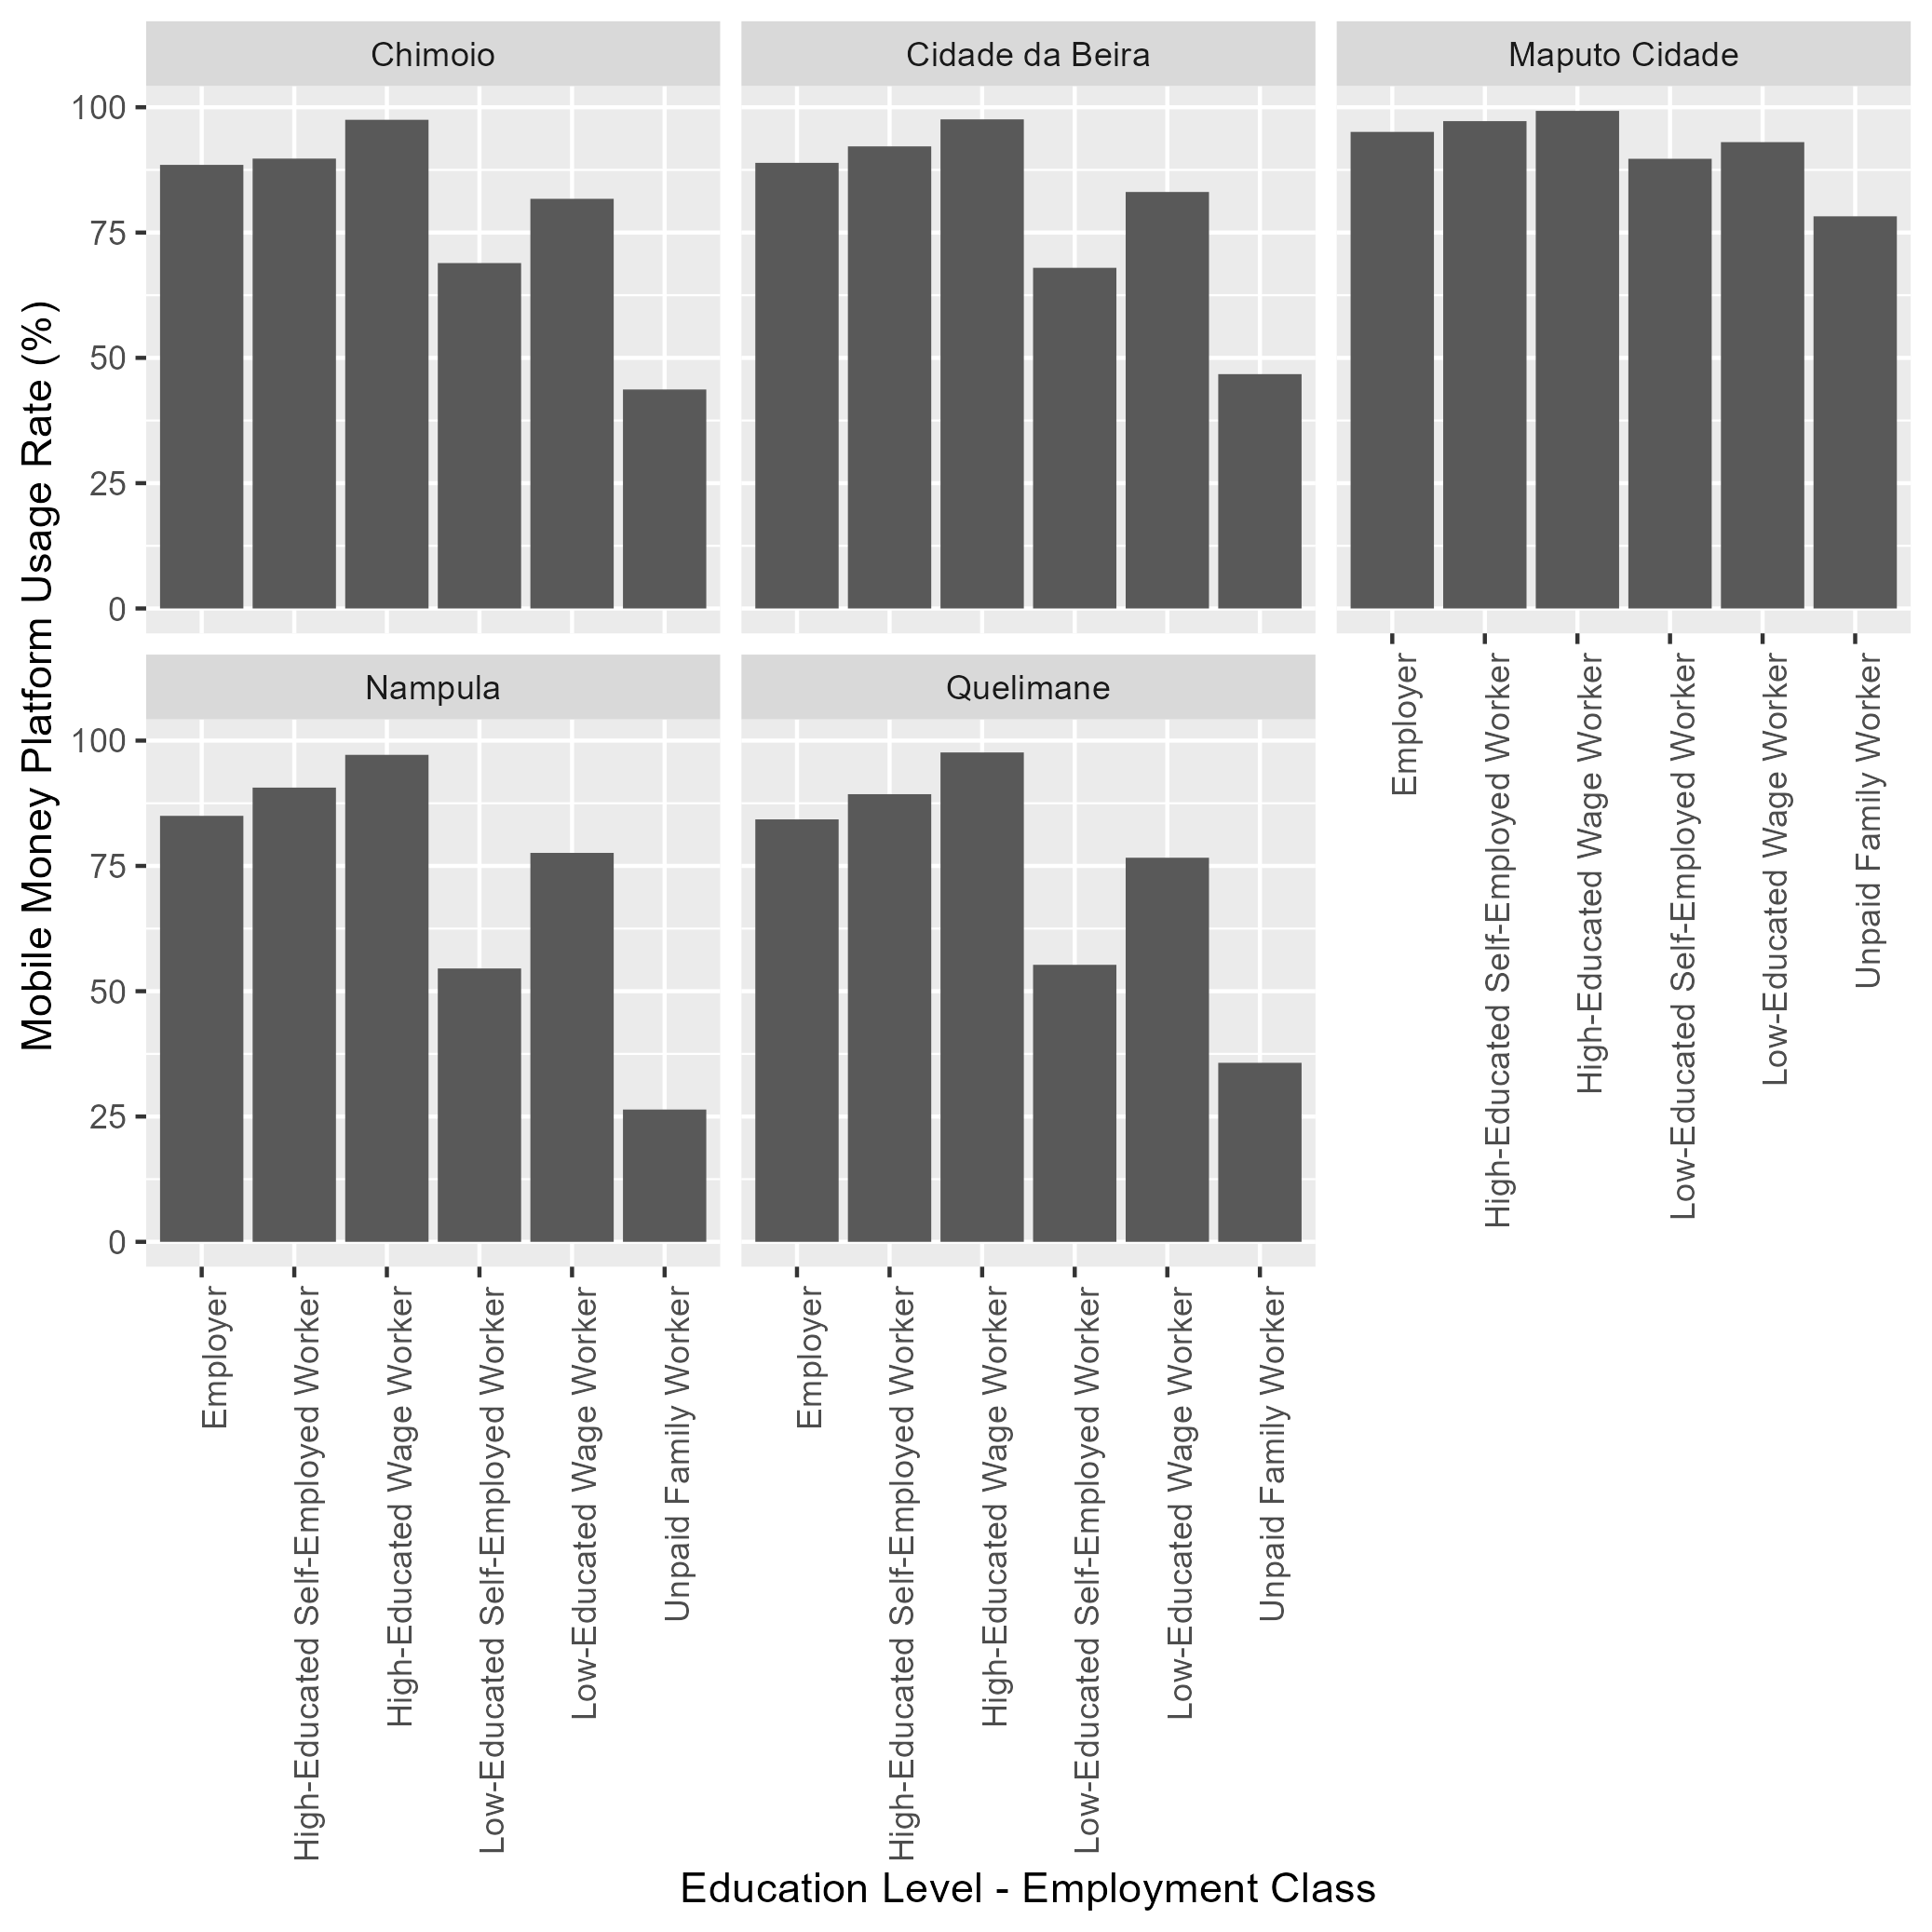 Chimoio
Cidade da Beira
Maputo Cidade
100
75
50
25
0
Employer
High-Educated Self-Employed Worker
High-Educated Wage Worker
Low-Educated Self-Employed Worker
Low-Educated Wage Worker
Unpaid Family Worker
Nampula
Quelimane
100
75
50
25
0
Employer
High-Educated Self-Employed Worker
High-Educated Wage Worker
Low-Educated Self-Employed Worker
Low-Educated Wage Worker
Unpaid Family Worker
Employer
High-Educated Self-Employed Worker
High-Educated Wage Worker
Low-Educated Self-Employed Worker
Low-Educated Wage Worker
Unpaid Family Worker
Mobile Money Platform Usage Rate (%)
Education Level - Employment Class